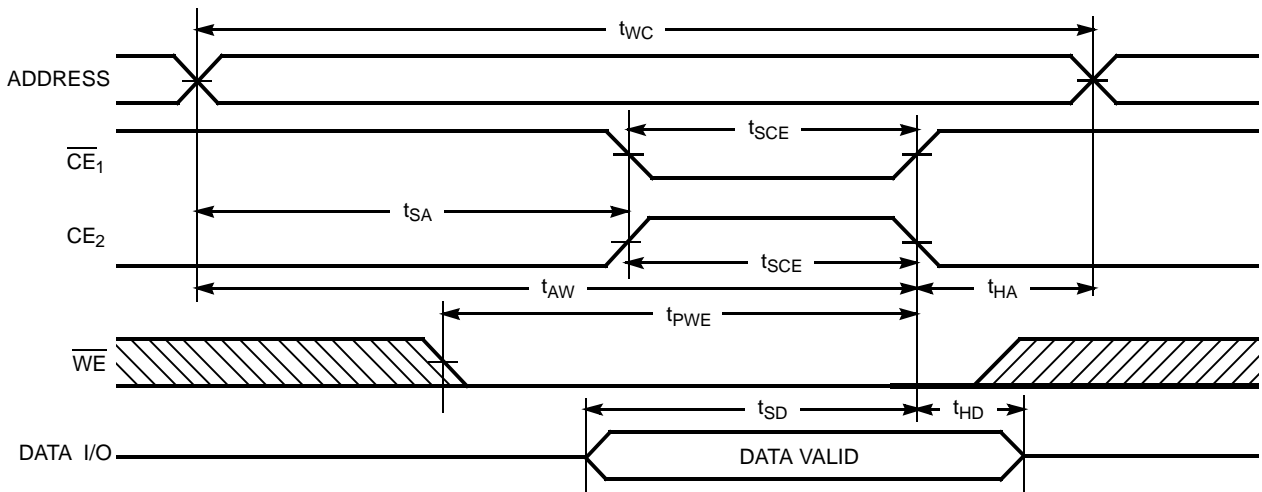 tWC
ADDRESS
tSCE
CE1
tSA
CE2
tSCE
tAW
tHA
tPWE
WE
tSD
tHD
DATA I/O
DATA VALID